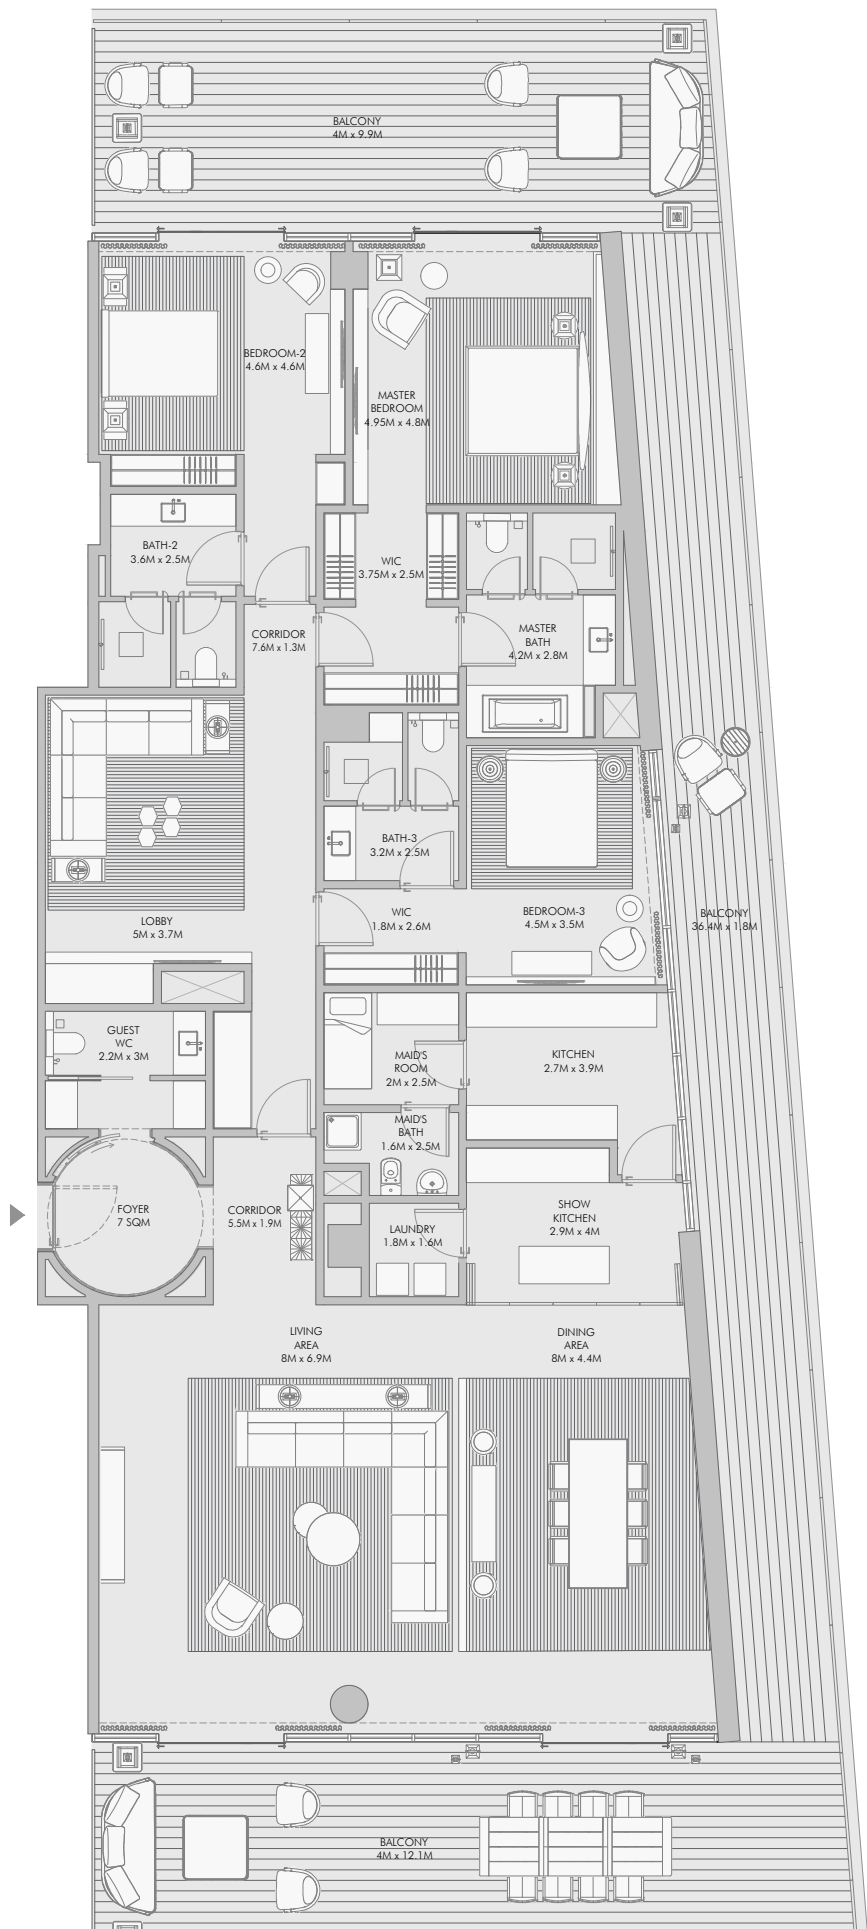 BALCONY
4M x 9.9M
BEDROOM-2
4.6M x 4.6M
MASTER
BEDROOM
4.95M x 4.8M
BATH-2
3.6M x 2.5M
WIC
3.75M x 2.5M
CORRIDOR
7.6M x 1.3M
MASTER
BATH
4.2M x 2.8M
BATH-3
3.2M x 2.5M
LOBBY
5M x 3.7M
WIC
1.8M x 2.6M
BEDROOM-3
4.5M x 3.5M
BALCONY
36.4M x 1.8M
GUEST
WC
2.2M x 3M
MAID'S
ROOM
2M x 2.5M
KITCHEN
2.7M x 3.9M
MAID'S
BATH
1.6M x 2.5M
FOYER
7 SQM
CORRIDOR
5.5M x 1.9M
LAUNDRY
1.8M x 1.6M
SHOW
KITCHEN
2.9M x 4M
LIVING
AREA
8M x 6.9M
DINING
AREA
8M x 4.4M
BALCONY
4M x 12.1M